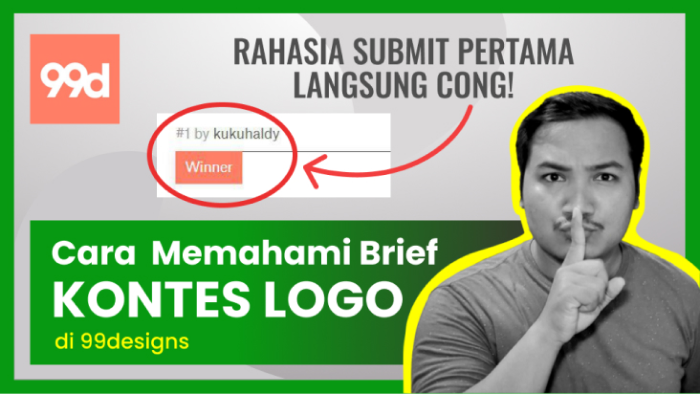 99d
RAHASIA SUBMIT PERTAMA
LANGSUNG CONG!
#1 by kukuhaldy
Winner
Cara Memahami Brief
KONTES LOGO
di 99designs